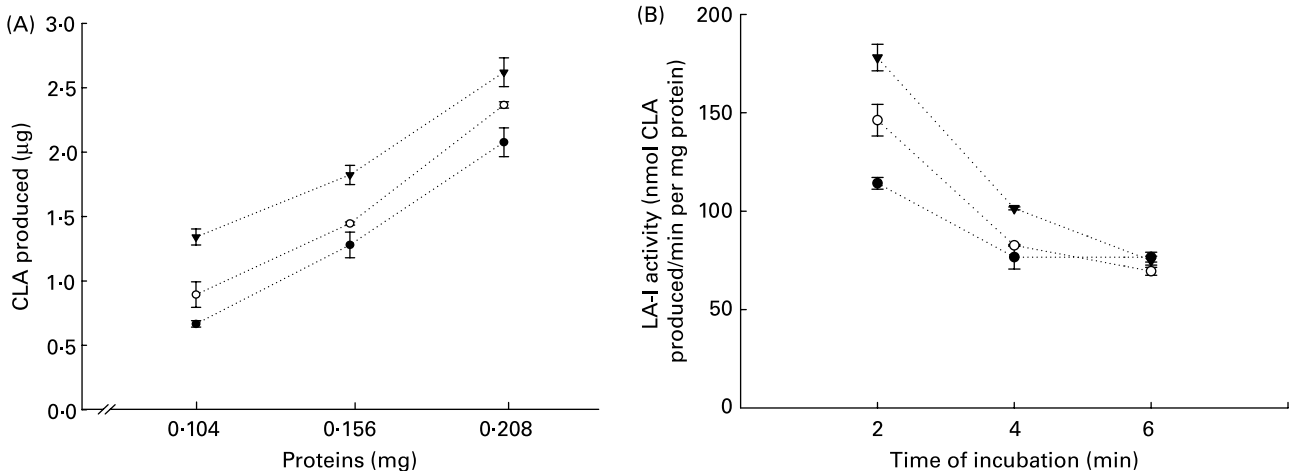 (A)
3·0
2·5
2·0
1·5
1·0
0·5
0·0
CLA produced (μg)
0·104
0·156
0·208
Proteins (mg)
(B)
200
150
100
50
0
LA-I activity (nmol CLA
produced/min per mg protein)
2
4
6
Time of incubation (min)